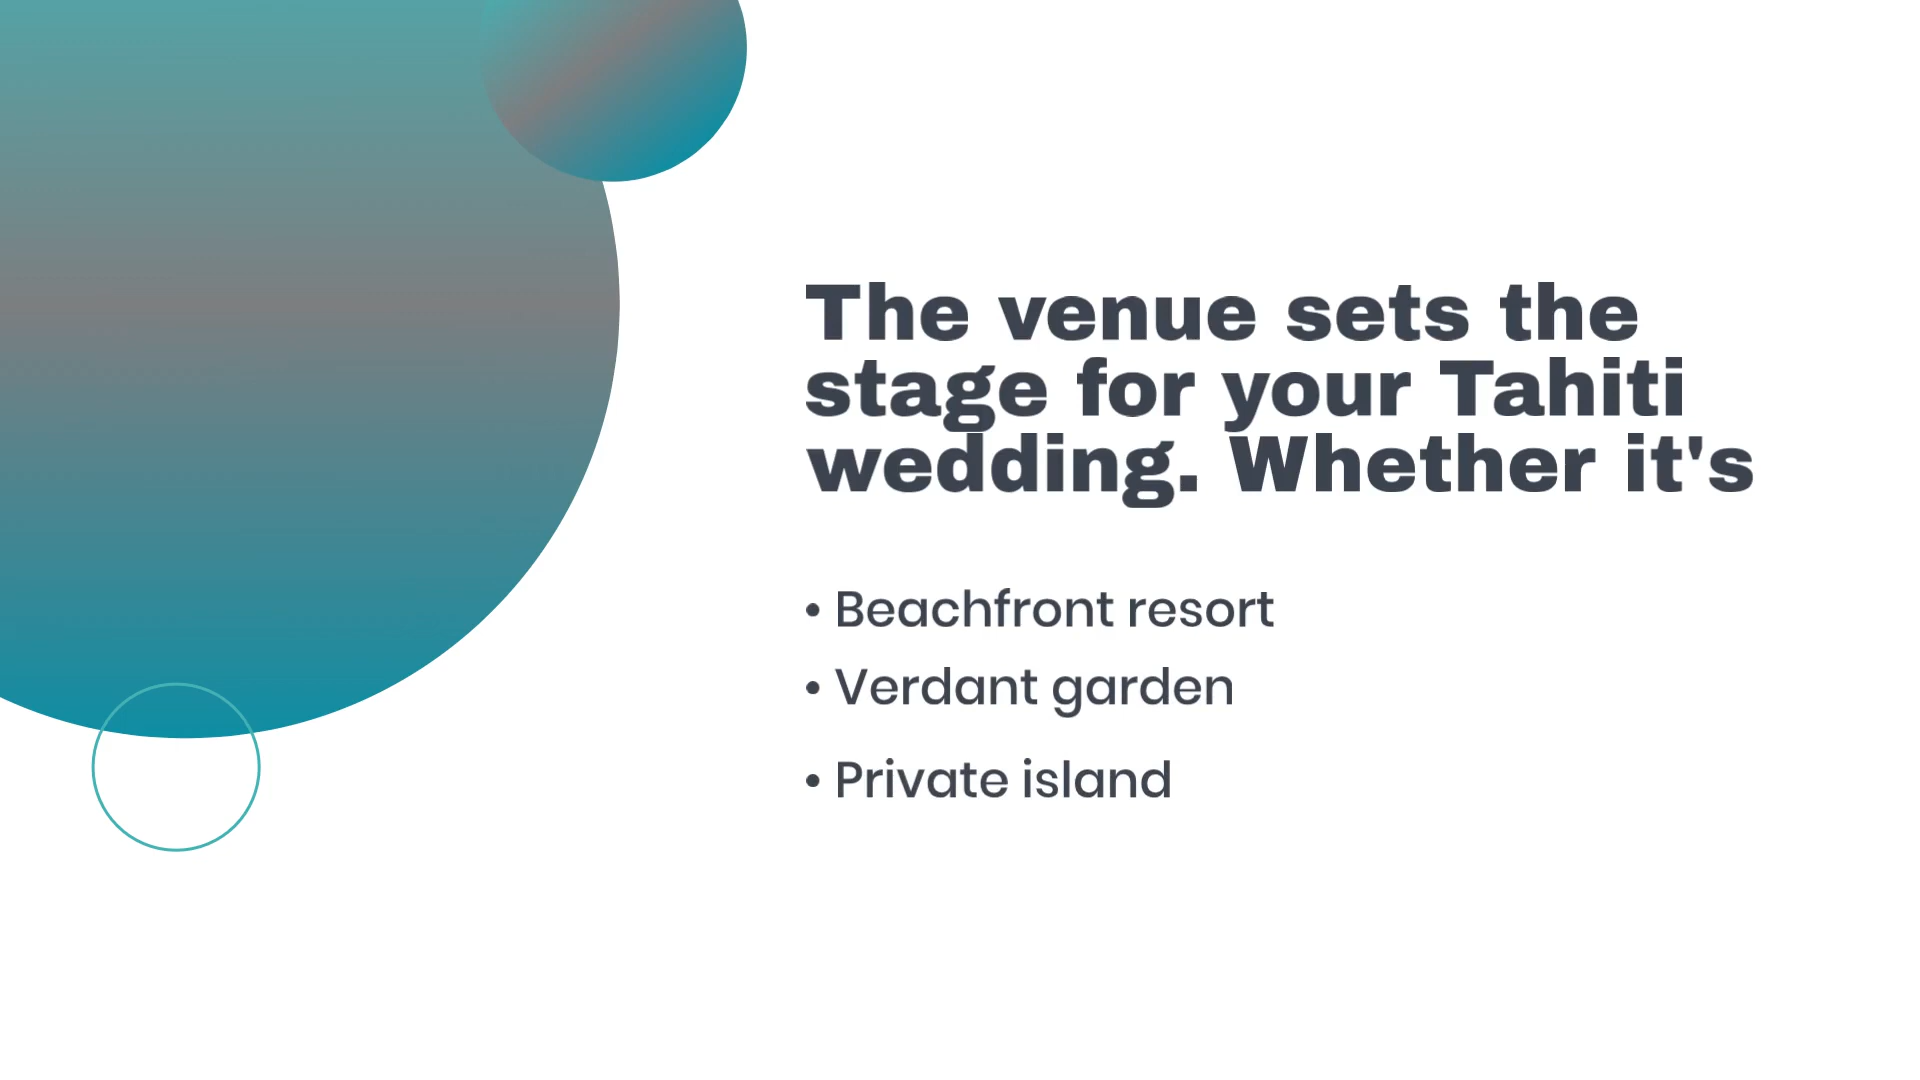 The venue sets the
stage for your Tahiti
wedding. Whether it's
• Beachfront resort
• Verdant garden
• Private island